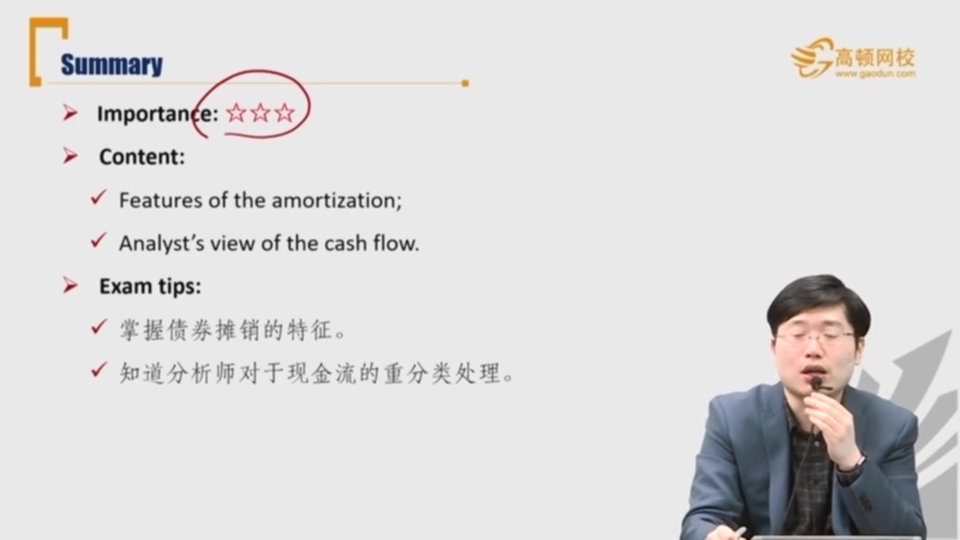 Summary
高顿网校
www.gaodun.com
Importance: ☆☆☆
Content:
Features of the amortization;
Analyst's view of the cash flow.
Exam tips:
掌握债券摊销的特征。
知道分析师对于现金流的重分类处理。